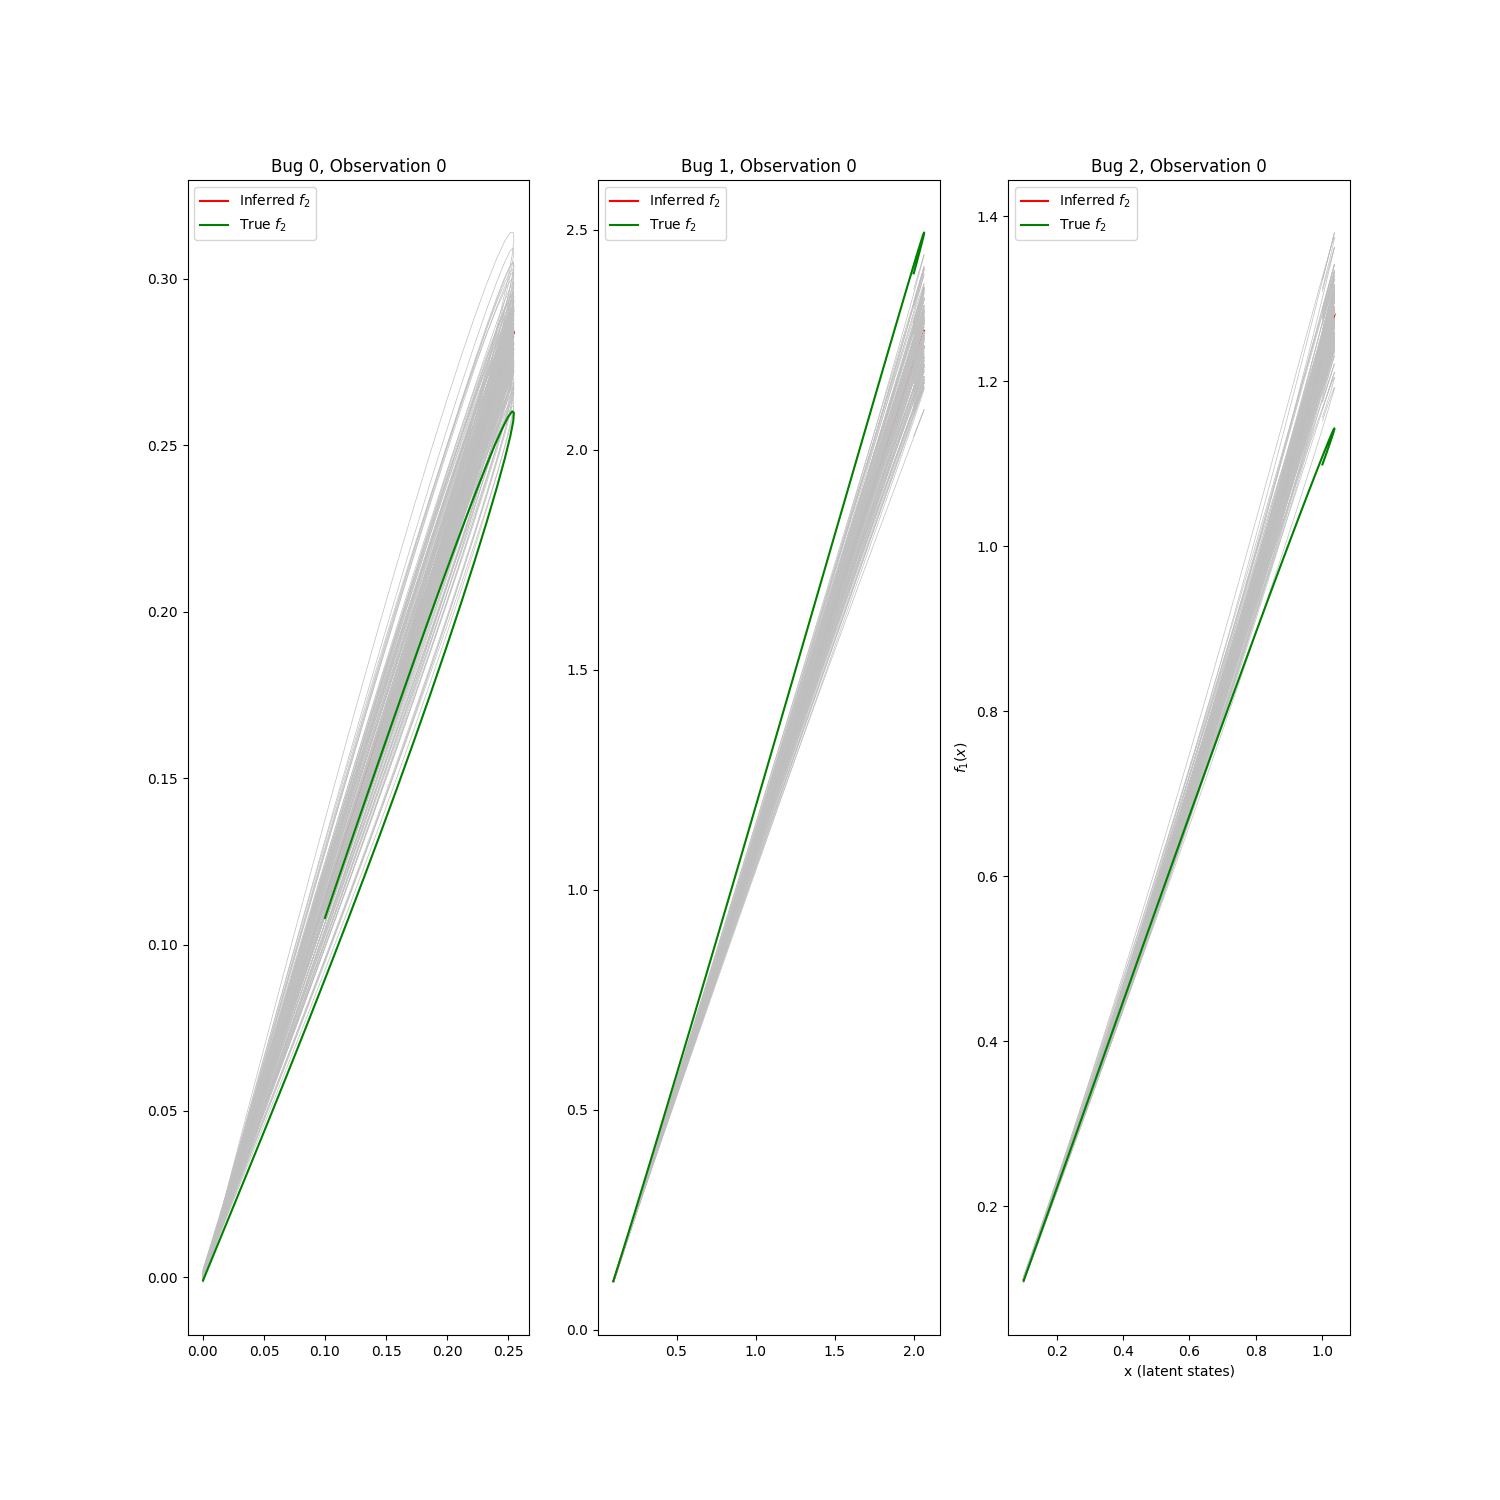 Bug 0, Observation 0
Inferred f₂
True f₂
0.30
0.25
0.20
0.15
0.10
0.05
0.00
0.00 0.05 0.10 0.15 0.20 0.25
Bug 1, Observation 0
Inferred f₂
True f₂
2.5
2.0
1.5
1.0
0.5
0.0
0.5 1.0 1.5 2.0
Bug 2, Observation 0
Inferred f₂
True f₂
f₁(x)
1.4
1.2
1.0
0.8
0.6
0.4
0.2
0.2 0.4 0.6 0.8 1.0
x (latent states)